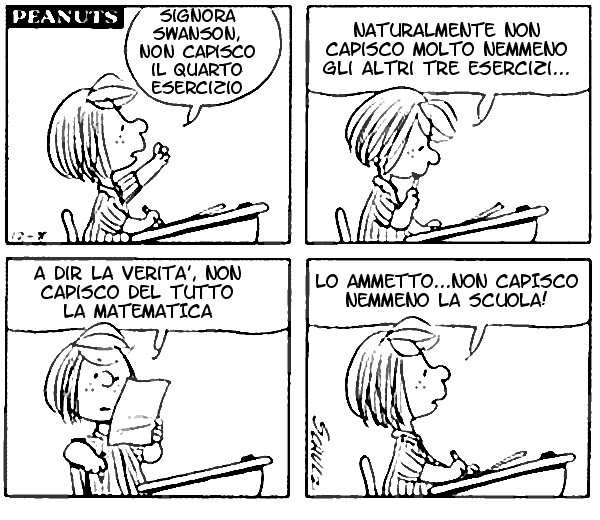 PEANUTS
SIGNORA
SWANSON,
NON CAPISCO
IL QUARTO
ESERCIZIO
12-8
NATURALMENTE NON
CAPISCO MOLTO NEMMENO
GLI ALTRI TRE ESERCIZI...
A DIR LA VERITA', NON
CAPISCO DEL TUTTO
LA MATEMATICA
LO AMMETTO...NON CAPISCO
NEMMENO LA SCUOLA!
SCHULZ